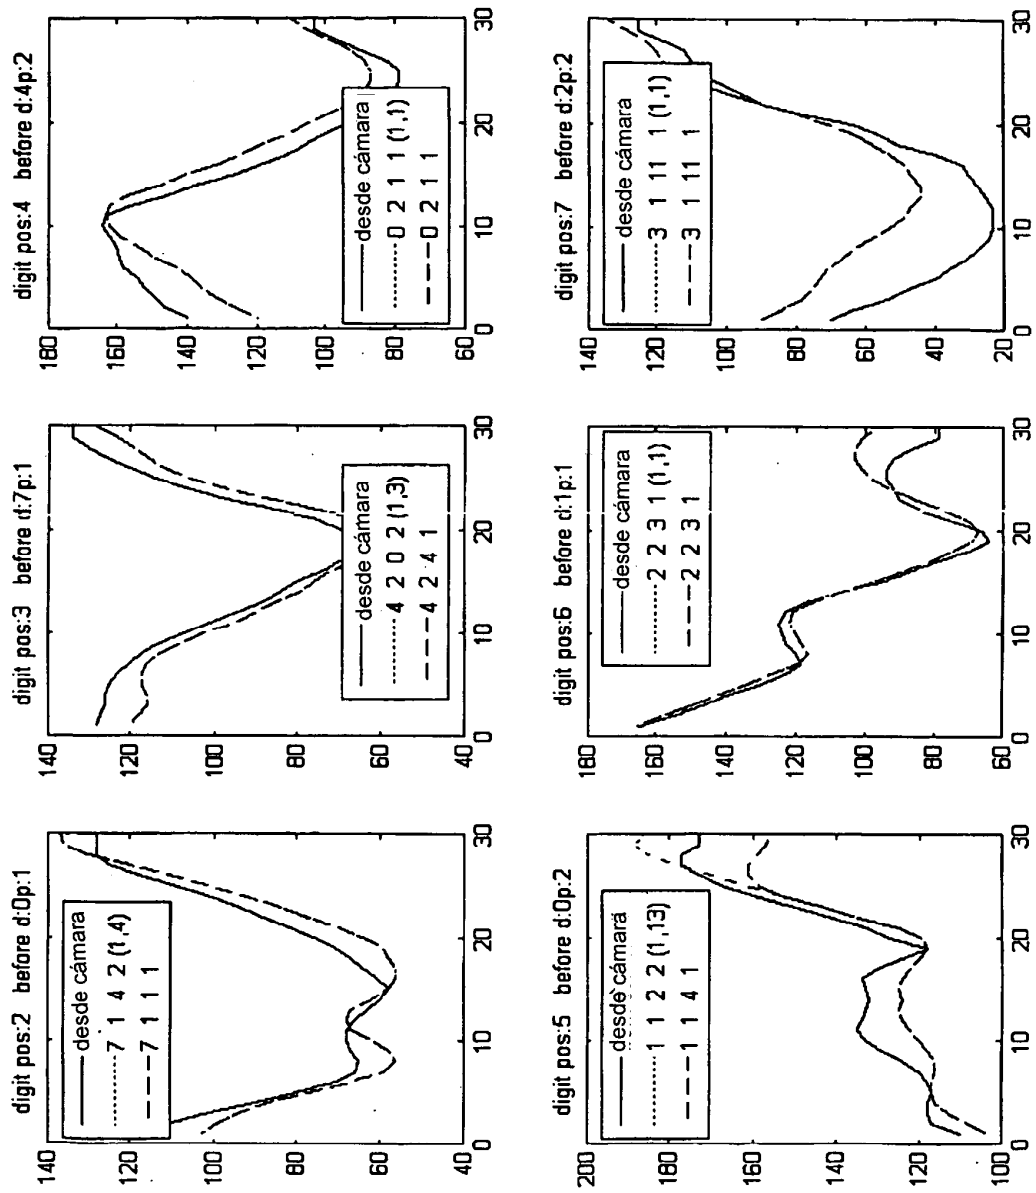 digit pos:2 before d:0p:1
140
120
100
80
60
40
0
10
20
30
desde cámara
7 1 4 2 (1,4)
7 1 1 1
digit pos:3 before d:7p:1
140
120
100
80
60
40
0
10
20
30
desde cámara
4 2 0 2 (1,3)
4 2 4 1
digit pos:4 before d:4p:2
180
160
140
120
100
80
60
0
10
20
30
desde cámara
0 2 1 1 (1,1)
0 2 1 1
digit pos:5 before d:0p:2
200
180
160
140
120
100
0
10
20
30
desde cámara
1 1 2 2 (1,13)
1 1 4 1
digit pos:6 before d:1p:1
180
160
140
120
100
80
60
0
10
20
30
desde cámara
2 2 3 1 (1,1)
2 2 3 1
digit pos:7 before d:2p:2
140
120
100
80
60
40
20
0
10
20
30
desde cámara
3 1 11 1 (1,1)
3 1 11 1